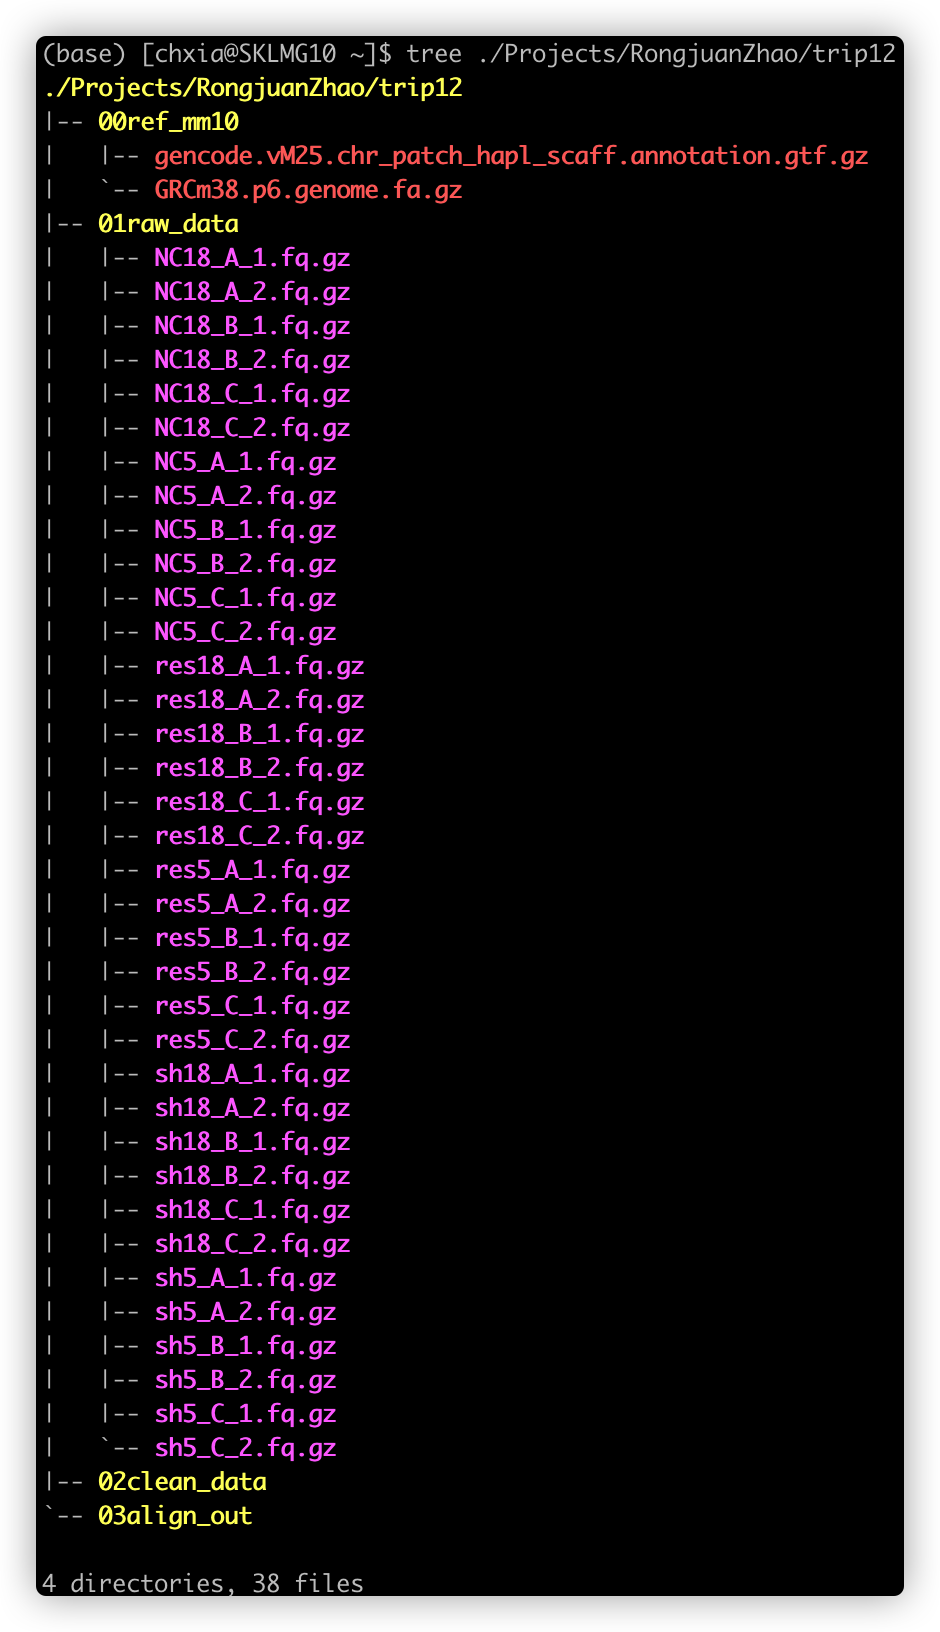 (base) [chxia@SKLMG10 ~]$ tree ./Projects/RongjuanZhao/trip12
./Projects/RongjuanZhao/trip12
|-- 00ref_mm10
|   |-- gencode.vM25.chr_patch_hapl_scaff.annotation.gtf.gz
|   `-- GRCm38.p6.genome.fa.gz
|-- 01raw_data
|   |-- NC18_A_1.fq.gz
|   |-- NC18_A_2.fq.gz
|   |-- NC18_B_1.fq.gz
|   |-- NC18_B_2.fq.gz
|   |-- NC18_C_1.fq.gz
|   |-- NC18_C_2.fq.gz
|   |-- NC5_A_1.fq.gz
|   |-- NC5_A_2.fq.gz
|   |-- NC5_B_1.fq.gz
|   |-- NC5_B_2.fq.gz
|   |-- NC5_C_1.fq.gz
|   |-- NC5_C_2.fq.gz
|   |-- res18_A_1.fq.gz
|   |-- res18_A_2.fq.gz
|   |-- res18_B_1.fq.gz
|   |-- res18_B_2.fq.gz
|   |-- res18_C_1.fq.gz
|   |-- res18_C_2.fq.gz
|   |-- res5_A_1.fq.gz
|   |-- res5_A_2.fq.gz
|   |-- res5_B_1.fq.gz
|   |-- res5_B_2.fq.gz
|   |-- res5_C_1.fq.gz
|   |-- res5_C_2.fq.gz
|   |-- sh18_A_1.fq.gz
|   |-- sh18_A_2.fq.gz
|   |-- sh18_B_1.fq.gz
|   |-- sh18_B_2.fq.gz
|   |-- sh18_C_1.fq.gz
|   |-- sh18_C_2.fq.gz
|   |-- sh5_A_1.fq.gz
|   |-- sh5_A_2.fq.gz
|   |-- sh5_B_1.fq.gz
|   |-- sh5_B_2.fq.gz
|   |-- sh5_C_1.fq.gz
|   `-- sh5_C_2.fq.gz
|-- 02clean_data
`-- 03align_out
4 directories, 38 files